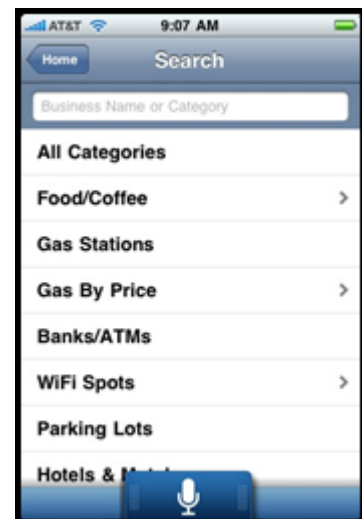 AT&T 9:07 AM
Home Search
Business Name or Category
All Categories
Food/Coffee
Gas Stations
Gas By Price
Banks/ATMs
WiFi Spots
Parking Lots
Hotels &